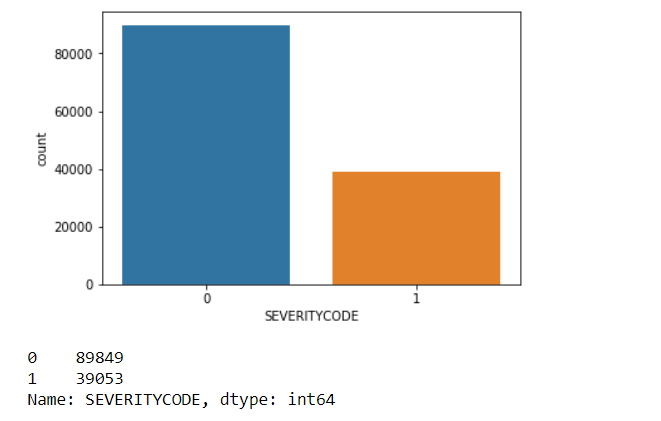 80000
60000
40000
20000
0
count
0 1
SEVERITYCODE
0 89849
1 39053
Name: SEVERITYCODE, dtype: int64